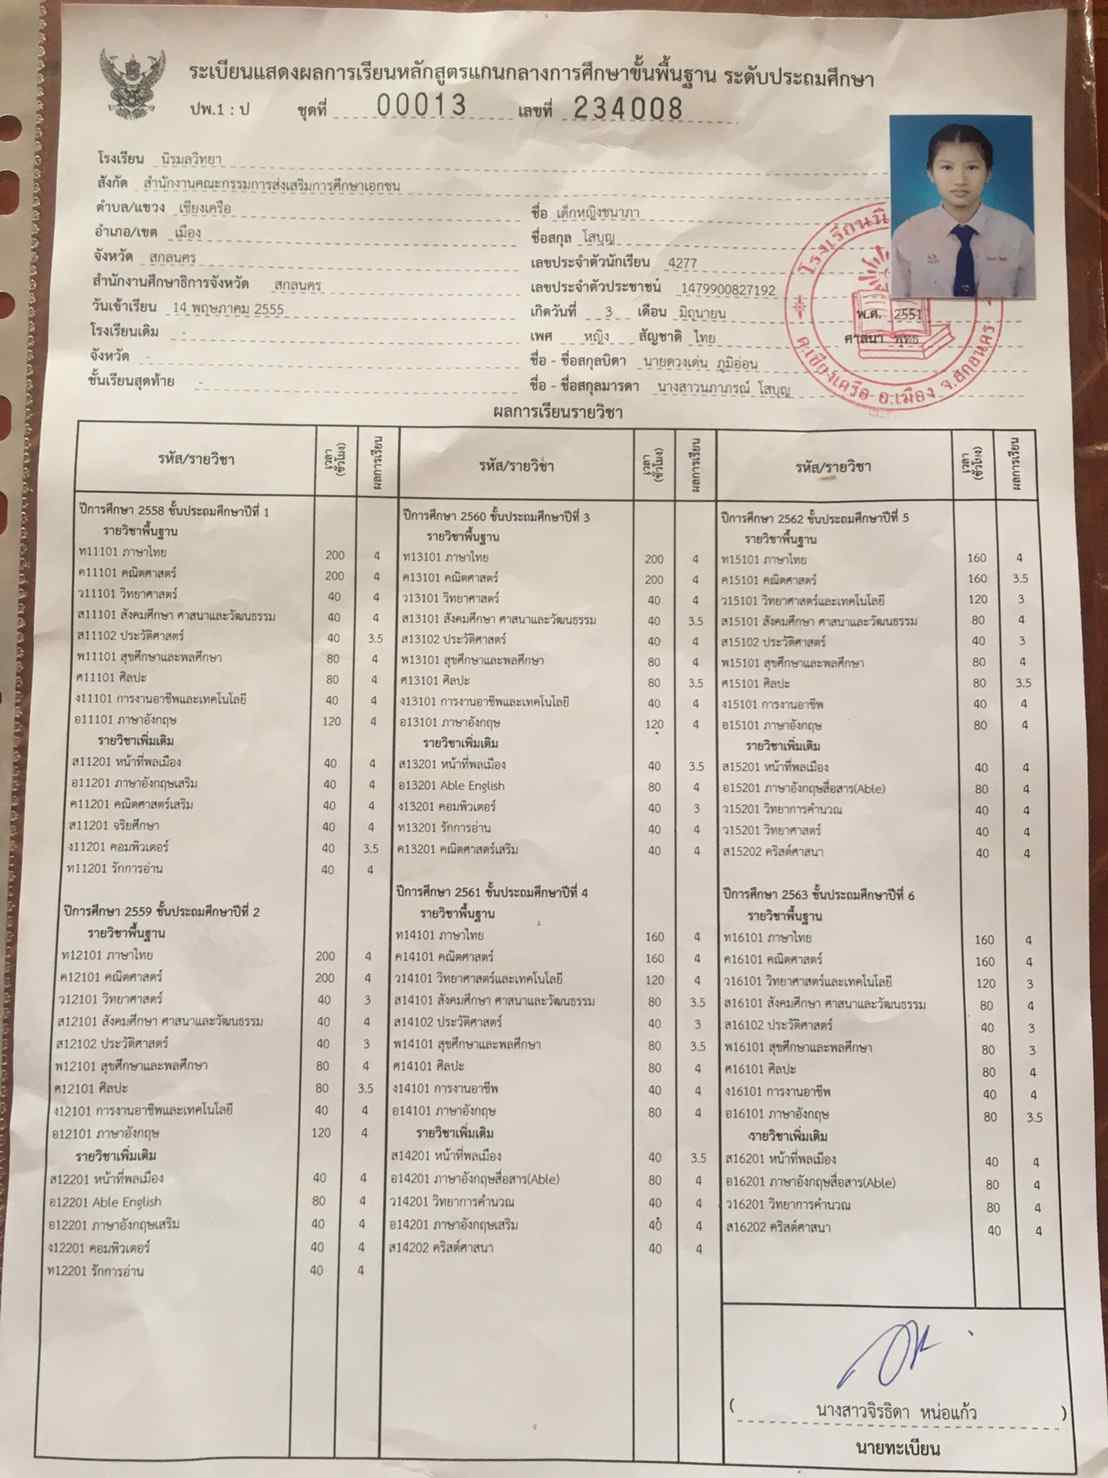 ระเบียนแสดงผลการเรียนหลักสูตรแกนกลางการศึกษาขั้นพื้นฐาน ระดับประถมศึกษา
ปพ.1 : ป ชุดที่ 00013 เลขที่ 234008
โรงเรียน นิรมลวิทยา
สังกัด สำนักงานคณะกรรมการส่งเสริมการศึกษาเอกชน
ตำบล/แขวง เชียงเครือ
อำเภอ/เขต เมือง
จังหวัด สกลนคร
สำนักงานศึกษาธิการจังหวัด สกลนคร
วันเข้าเรียน 14 พฤษภาคม 2555
โรงเรียนเดิม -
จังหวัด -
ชั้นเรียนสุดท้าย -
ชื่อ เด็กหญิงชนาภา
ชื่อสกุล โสบุญ
เลขประจำตัวนักเรียน 4277
เลขประจำตัวประชาชน 1479900827192
เกิดวันที่ 3 เดือน มิถุนายน พ.ศ. 2551
เพศ หญิง สัญชาติ ไทย ศาสนา พุทธ
ชื่อ - ชื่อสกุลบิดา นายดวงเด่น ภูมิอ่อน
ชื่อ - ชื่อสกุลมารดา นางสาวนภาภรณ์ โสบุญ
ต.เชียงเครือ อ.เมือง จ.สกลนคร
ผลการเรียนรายวิชา
รหัส/รายวิชา เวลา (ชั่วโมง) ผลการเรียน
ปีการศึกษา 2558 ชั้นประถมศึกษาปีที่ 1
รายวิชาพื้นฐาน
ท11101 ภาษาไทย 200 4
ค11101 คณิตศาสตร์ 200 4
ว11101 วิทยาศาสตร์ 40 4
ส11101 สังคมศึกษา ศาสนาและวัฒนธรรม 40 4
ส11102 ประวัติศาสตร์ 40 3.5
พ11101 สุขศึกษาและพลศึกษา 80 4
ศ11101 ศิลปะ 80 4
ง11101 การงานอาชีพและเทคโนโลยี 40 4
อ11101 ภาษาอังกฤษ 120 4
รายวิชาเพิ่มเติม
ส11201 หน้าที่พลเมือง 40 4
อ11201 ภาษาอังกฤษเสริม 40 4
ค11201 คณิตศาสตร์เสริม 40 4
ส11201 จริยศึกษา 40 4
ง11201 คอมพิวเตอร์ 40 3.5
ท11201 รักการอ่าน 40 4
ปีการศึกษา 2559 ชั้นประถมศึกษาปีที่ 2
รายวิชาพื้นฐาน
ท12101 ภาษาไทย 200 4
ค12101 คณิตศาสตร์ 200 4
ว12101 วิทยาศาสตร์ 40 3
ส12101 สังคมศึกษา ศาสนาและวัฒนธรรม 40 4
ส12102 ประวัติศาสตร์ 40 3
พ12101 สุขศึกษาและพลศึกษา 80 4
ศ12101 ศิลปะ 80 3.5
ง12101 การงานอาชีพและเทคโนโลยี 40 4
อ12101 ภาษาอังกฤษ 120 4
รายวิชาเพิ่มเติม
ส12201 หน้าที่พลเมือง 40 4
อ12201 Able English 80 4
อ12201 ภาษาอังกฤษเสริม 40 4
ง12201 คอมพิวเตอร์ 40 4
ท12201 รักการอ่าน 40 4
รหัส/รายวิชา เวลา (ชั่วโมง) ผลการเรียน
ปีการศึกษา 2560 ชั้นประถมศึกษาปีที่ 3
รายวิชาพื้นฐาน
ท13101 ภาษาไทย 200 4
ค13101 คณิตศาสตร์ 200 4
ว13101 วิทยาศาสตร์ 40 4
ส13101 สังคมศึกษา ศาสนาและวัฒนธรรม 40 3.5
ส13102 ประวัติศาสตร์ 40 4
พ13101 สุขศึกษาและพลศึกษา 80 4
ศ13101 ศิลปะ 80 3.5
ง13101 การงานอาชีพและเทคโนโลยี 40 4
อ13101 ภาษาอังกฤษ 120 4
รายวิชาเพิ่มเติม
ส13201 หน้าที่พลเมือง 40 3.5
อ13201 Able English 80 4
ง13201 คอมพิวเตอร์ 40 3
ท13201 รักการอ่าน 40 4
ค13201 คณิตศาสตร์เสริม 40 4
ปีการศึกษา 2561 ชั้นประถมศึกษาปีที่ 4
รายวิชาพื้นฐาน
ท14101 ภาษาไทย 160 4
ค14101 คณิตศาสตร์ 160 4
ว14101 วิทยาศาสตร์และเทคโนโลยี 120 4
ส14101 สังคมศึกษา ศาสนาและวัฒนธรรม 80 3.5
ส14102 ประวัติศาสตร์ 40 3
พ14101 สุขศึกษาและพลศึกษา 80 3.5
ศ14101 ศิลปะ 80 4
ง14101 การงานอาชีพ 40 4
อ14101 ภาษาอังกฤษ 80 4
รายวิชาเพิ่มเติม
ส14201 หน้าที่พลเมือง 40 3.5
อ14201 ภาษาอังกฤษสื่อสาร(Able) 80 4
ว14201 วิทยาการคำนวณ 40 4
อ14201 ภาษาอังกฤษเสริม 40 4
ส14202 คริสต์ศาสนา 40 4
รหัส/รายวิชา เวลา (ชั่วโมง) ผลการเรียน
ปีการศึกษา 2562 ชั้นประถมศึกษาปีที่ 5
รายวิชาพื้นฐาน
ท15101 ภาษาไทย 160 4
ค15101 คณิตศาสตร์ 160 3.5
ว15101 วิทยาศาสตร์และเทคโนโลยี 120 3
ส15101 สังคมศึกษา ศาสนาและวัฒนธรรม 80 4
ส15102 ประวัติศาสตร์ 40 3
พ15101 สุขศึกษาและพลศึกษา 80 4
ศ15101 ศิลปะ 80 3.5
ง15101 การงานอาชีพ 40 4
อ15101 ภาษาอังกฤษ 80 4
รายวิชาเพิ่มเติม
ส15201 หน้าที่พลเมือง 40 4
อ15201 ภาษาอังกฤษสื่อสาร(Able) 80 4
ว15201 วิทยาการคำนวณ 40 4
ว15201 วิทยาศาสตร์ 40 4
ส15202 คริสต์ศาสนา 40 4
ปีการศึกษา 2563 ชั้นประถมศึกษาปีที่ 6
รายวิชาพื้นฐาน
ท16101 ภาษาไทย 160 4
ค16101 คณิตศาสตร์ 160 4
ว16101 วิทยาศาสตร์และเทคโนโลยี 120 3
ส16101 สังคมศึกษา ศาสนาและวัฒนธรรม 80 4
ส16102 ประวัติศาสตร์ 40 3
พ16101 สุขศึกษาและพลศึกษา 80 3
ศ16101 ศิลปะ 80 4
ง16101 การงานอาชีพ 40 4
อ16101 ภาษาอังกฤษ 80 3.5
รายวิชาเพิ่มเติม
ส16201 หน้าที่พลเมือง 40 4
อ16201 ภาษาอังกฤษสื่อสาร(Able) 80 4
ว16201 วิทยาการคำนวณ 80 4
ส16202 คริสต์ศาสนา 40 4
( นางสาวจิรธิดา หน่อแก้ว )
นายทะเบียน